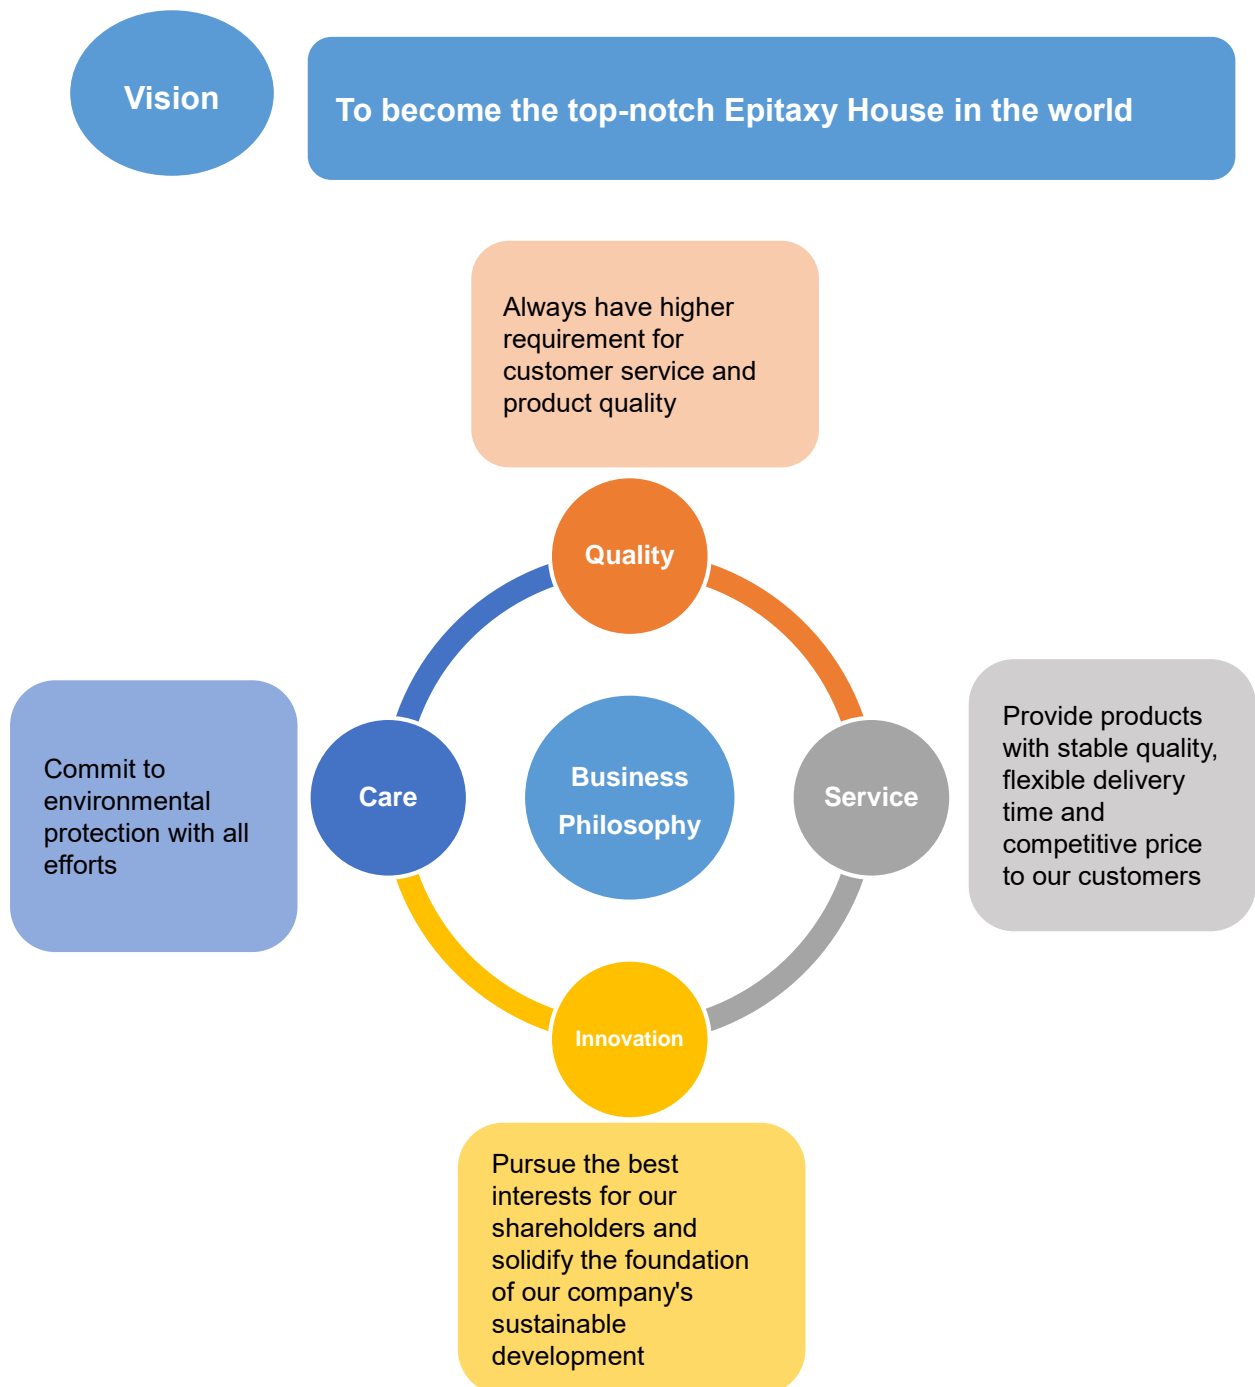 Vision
To become the top-notch Epitaxy House in the world
Always have higher
requirement for
customer service and
product quality
Quality
Commit to
environmental
protection with all
efforts
Care
Business
Philosophy
Service
Provide products
with stable quality,
flexible delivery
time and
competitive price
to our customers
Innovation
Pursue the best
interests for our
shareholders and
solidify the foundation
of our company's
sustainable
development